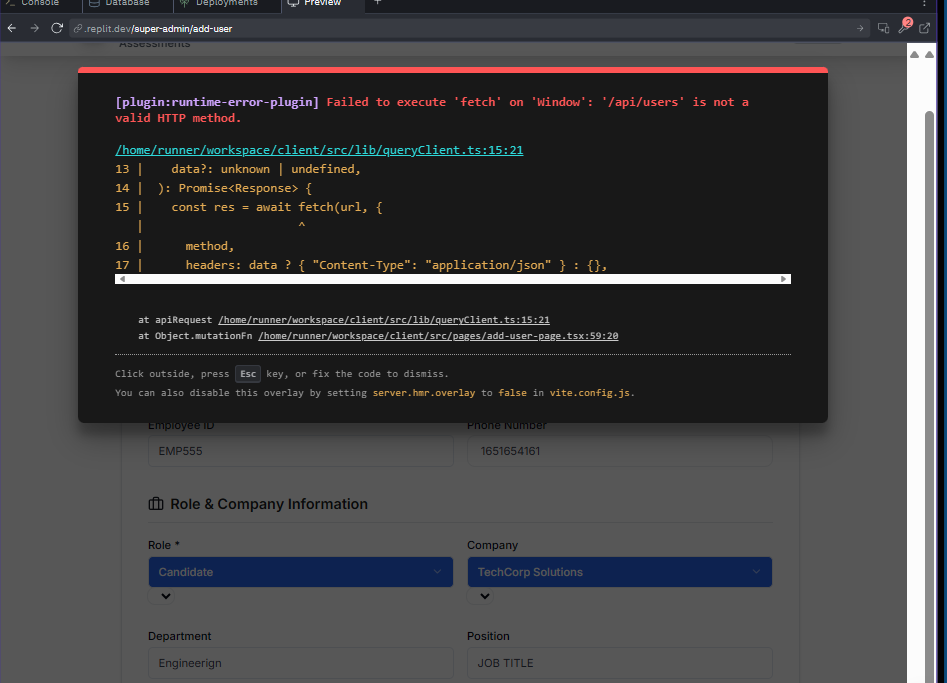 Console Database Deployments Preview
.replit.dev/super-admin/add-user 2
Assessments
[plugin:runtime-error-plugin] Failed to execute 'fetch' on 'Window': '/api/users' is not a
valid HTTP method.
/home/runner/workspace/client/src/lib/queryClient.ts:15:21
13 | data?: unknown | undefined,
14 | ): Promise<Response> {
15 | const res = await fetch(url, {
| ^
16 | method,
17 | headers: data ? { "Content-Type": "application/json" } : {},
at apiRequest /home/runner/workspace/client/src/lib/queryClient.ts:15:21
at Object.mutationFn /home/runner/workspace/client/src/pages/add-user-page.tsx:59:20
Click outside, press Esc key, or fix the code to dismiss.
You can also disable this overlay by setting server.hmr.overlay to false in vite.config.js.
Employee ID Phone Number
EMP555 1651654161
Role & Company Information
Role * Company
Candidate TechCorp Solutions
Department Position
Engineerign JOB TITLE